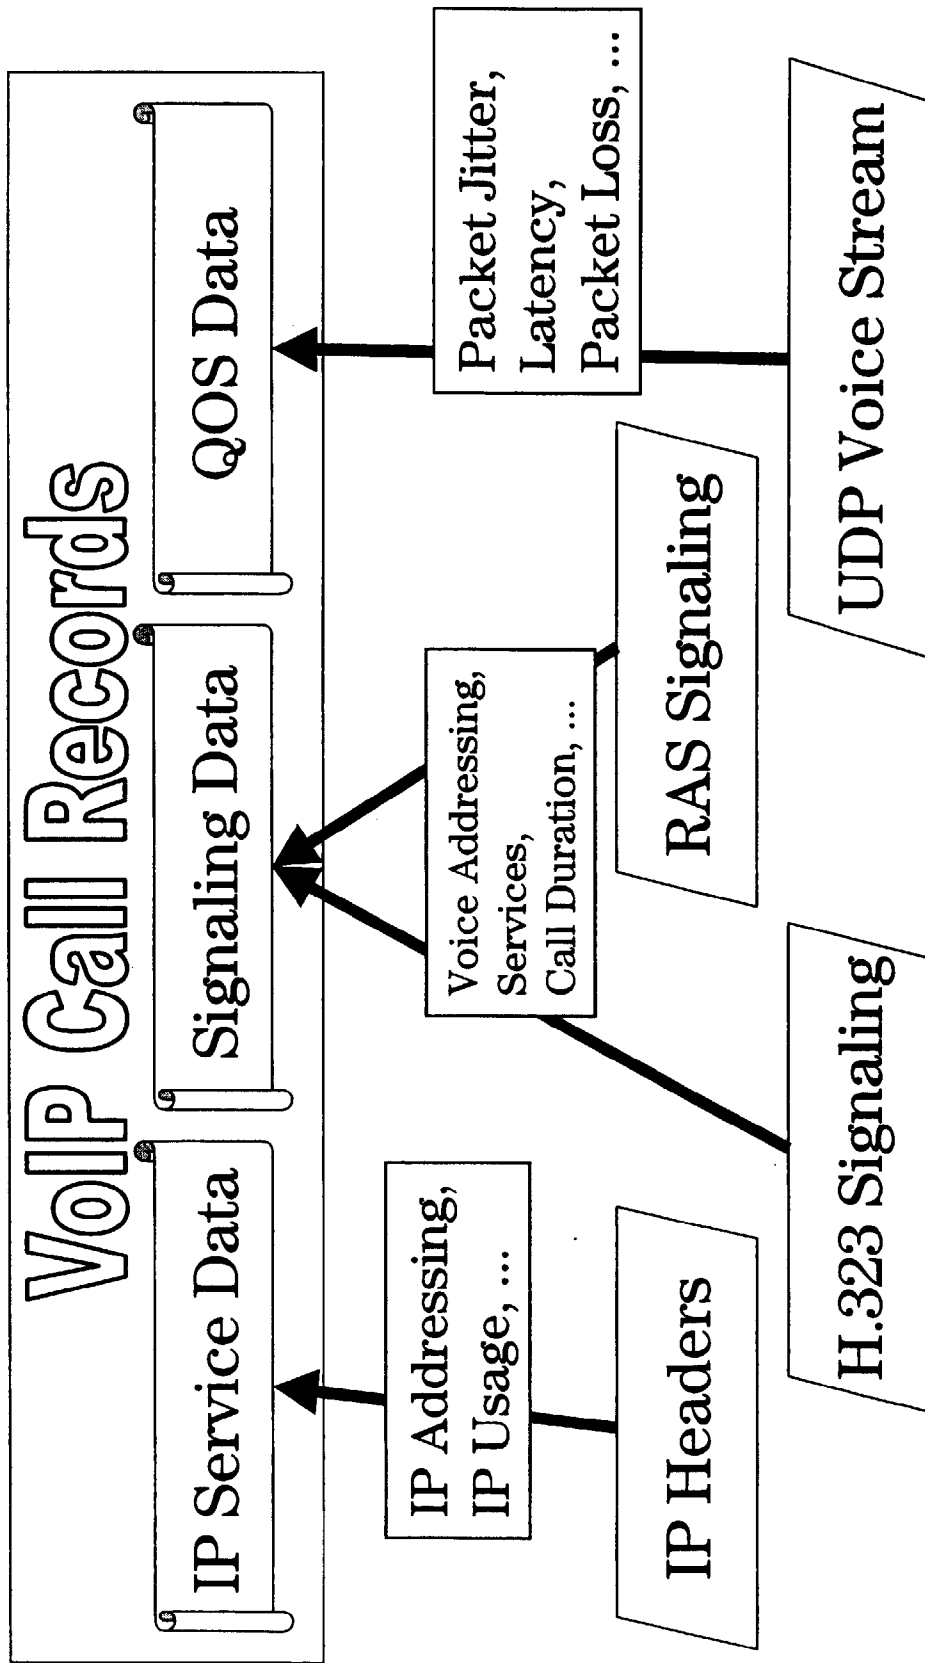 VoIP Call Records
IP Service Data
Signaling Data
QOS Data
IP Addressing,
IP Usage, ...
Voice Addressing,
Services,
Call Duration, ...
Packet Jitter,
Latency,
Packet Loss, ...
IP Headers
H.323 Signaling
RAS Signaling
UDP Voice Stream